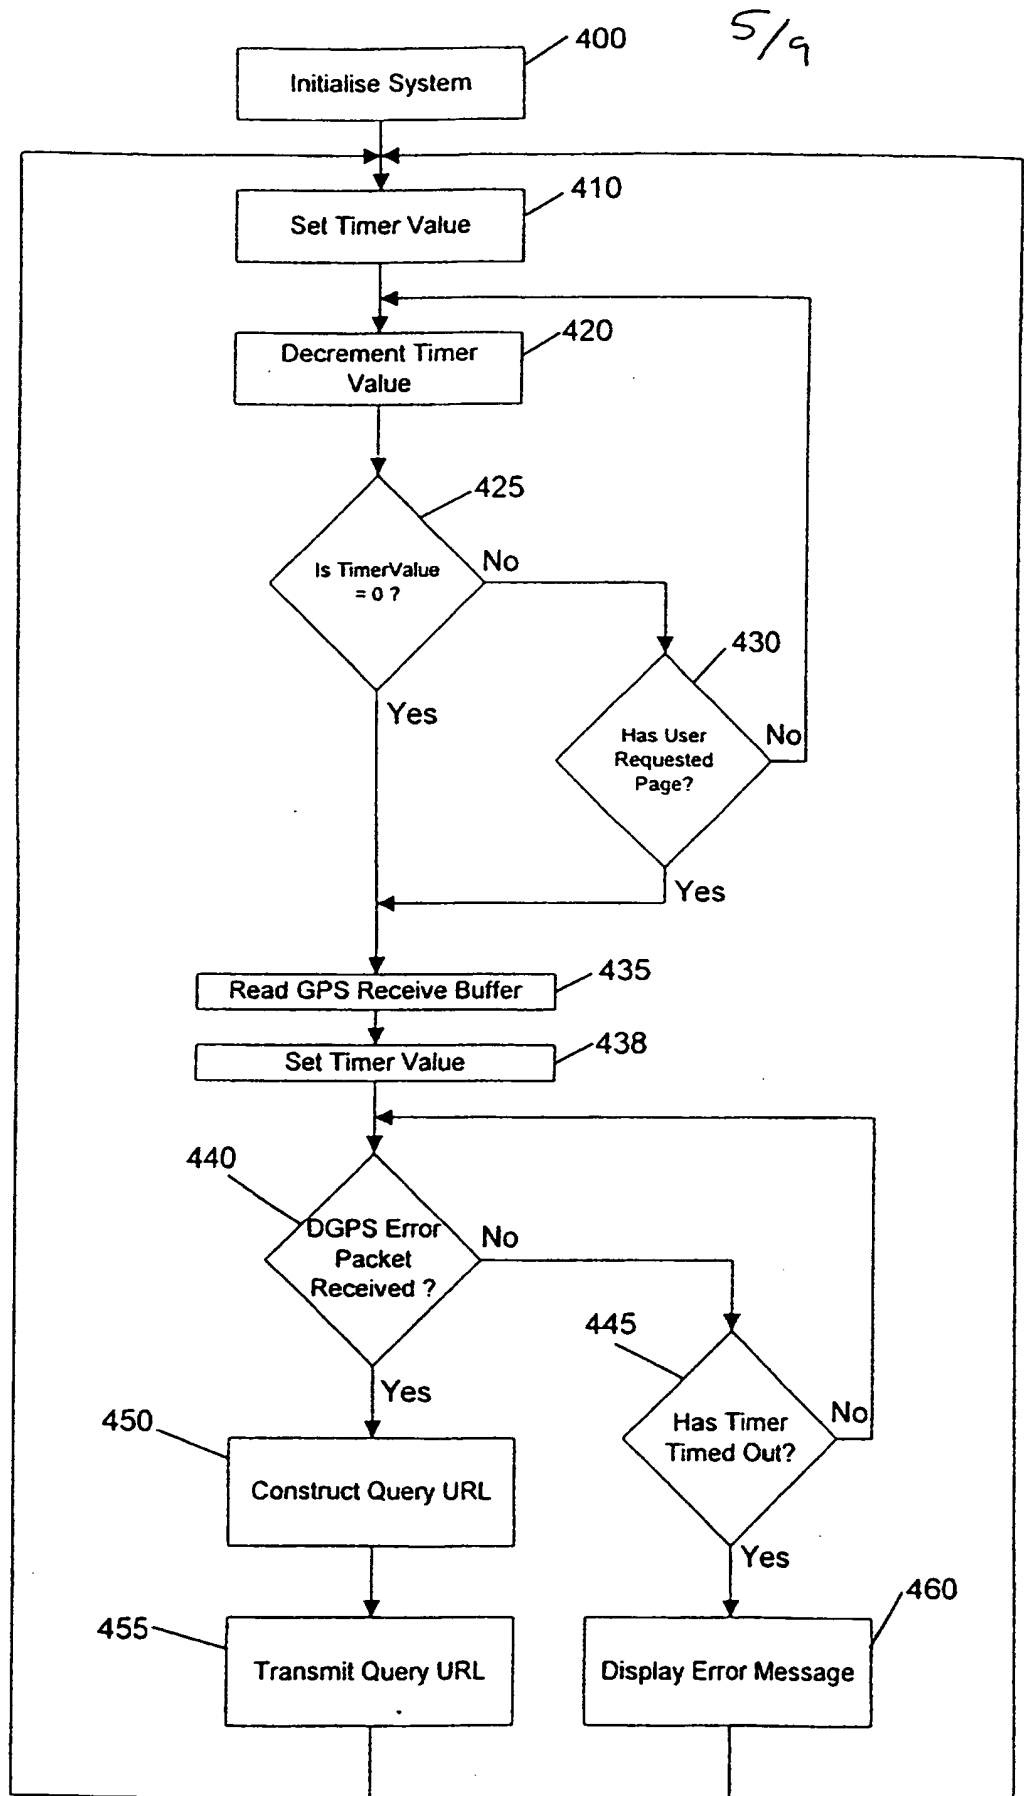 5/9
400
Initialise System
410
Set Timer Value
420
Decrement Timer
Value
425
Is TimerValue
= 0 ?
No
430
Has User
Requested
Page?
No
Yes
Yes
435
Read GPS Receive Buffer
438
Set Timer Value
440
DGPS Error
Packet
Received ?
No
445
Has Timer
Timed Out?
No
Yes
450
Construct Query URL
Yes
460
455
Transmit Query URL
Display Error Message